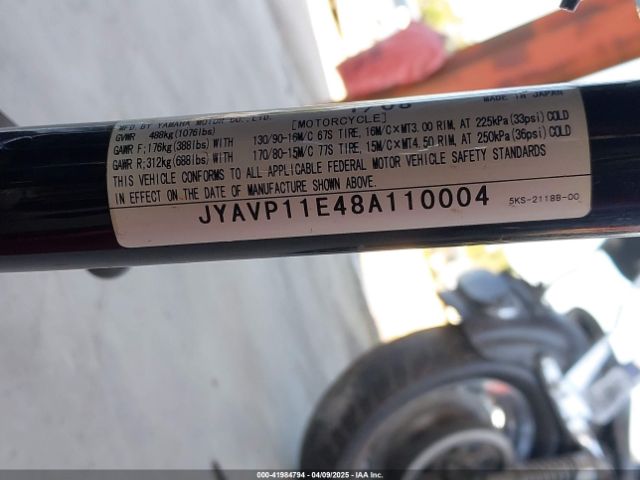 MADE IN JAPAN
MFD BY YAMAHA MOTOR CO., LTD.
[MOTORCYCLE]
GVWR 488kg(1076lbs)
GAWR F;176kg(388lbs) WITH 130/90-16M/C 67S TIRE, 16M/C×MT3.00 RIM, AT 225kPa(33psi) COLD
GAWR R;312kg(688lbs) WITH 170/80-15M/C 77S TIRE, 15M/C×MT4.50 RIM, AT 250kPa(36psi) COLD
THIS VEHICLE CONFORMS TO ALL APPLICABLE FEDERAL MOTOR VEHICLE SAFETY STANDARDS
IN EFFECT ON THE DATE OF MANUFACTURE SHOWN ABOVE.
JYAVP11E48A110004 5KS-2118B-00
000-41984794 | 04/09/2025 | IAA Inc.